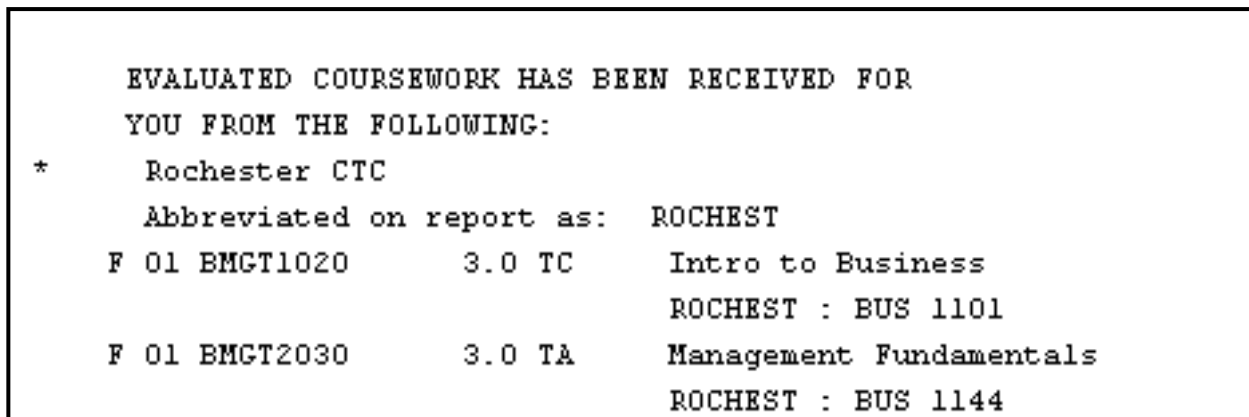 EVALUATED COURSEWORK HAS BEEN RECEIVED FOR
YOU FROM THE FOLLOWING:
* Rochester CTC
Abbreviated on report as: ROCHEST
F 01 BMGT1020 3.0 TC Intro to Business
ROCHEST : BUS 1101
F 01 BMGT2030 3.0 TA Management Fundamentals
ROCHEST : BUS 1144